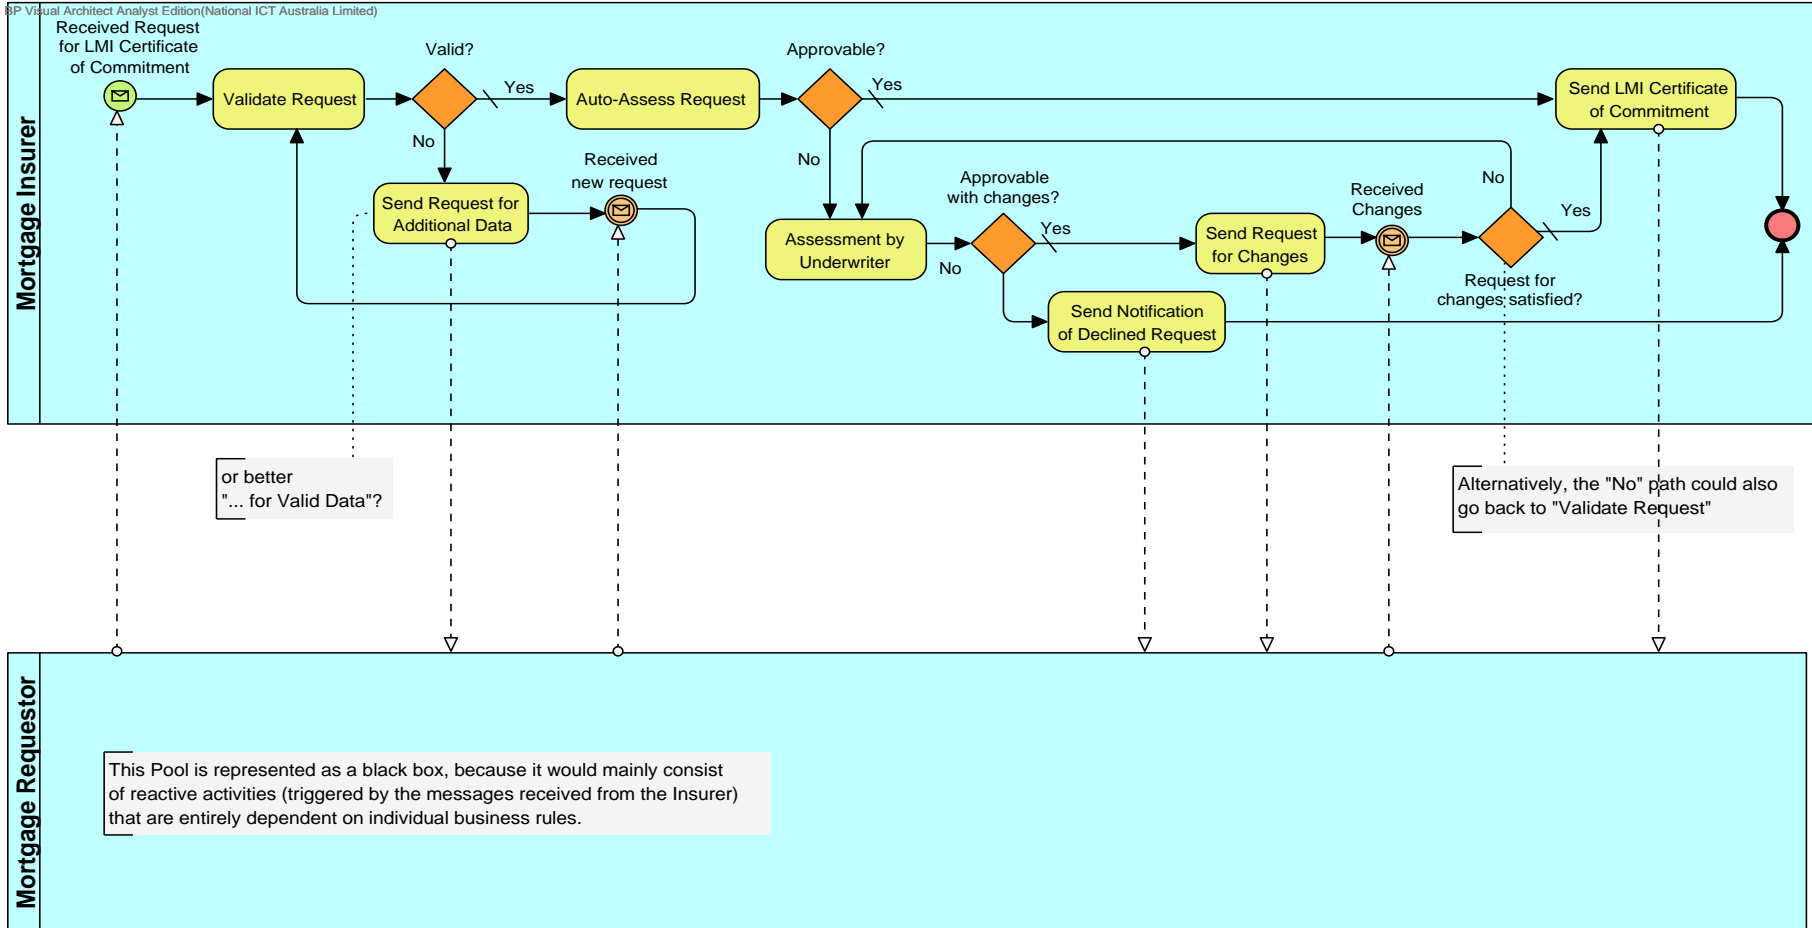 BP Visual Architect Analyst Edition(National ICT Australia Limited)
Mortgage Insurer
Received Request
for LMI Certificate
of Commitment
Validate Request
Valid?
Yes
No
Auto-Assess Request
Approvable?
Yes
No
Send LMI Certificate
of Commitment
Send Request for
Additional Data
Received
new request
Assessment by
Underwriter
Approvable
with changes?
Yes
No
Send Request
for Changes
Received
Changes
No
Yes
Request for
changes satisfied?
Send Notification
of Declined Request
or better
"... for Valid Data"?
Alternatively, the "No" path could also
go back to "Validate Request"
Mortgage Requestor
This Pool is represented as a black box, because it would mainly consist
of reactive activities (triggered by the messages received from the Insurer)
that are entirely dependent on individual business rules.